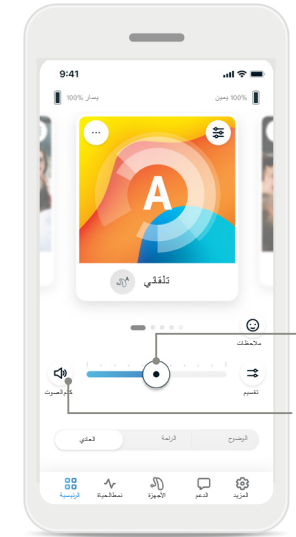 9:41
يسار 100%
100% يمين
A
تلقائي
ملاحظات
كتم الصوت
تقسيم
العادي
الراحة
الوضوح
الرئيسية
نمط الحياة
الأجهزة
الدعم
المزيد